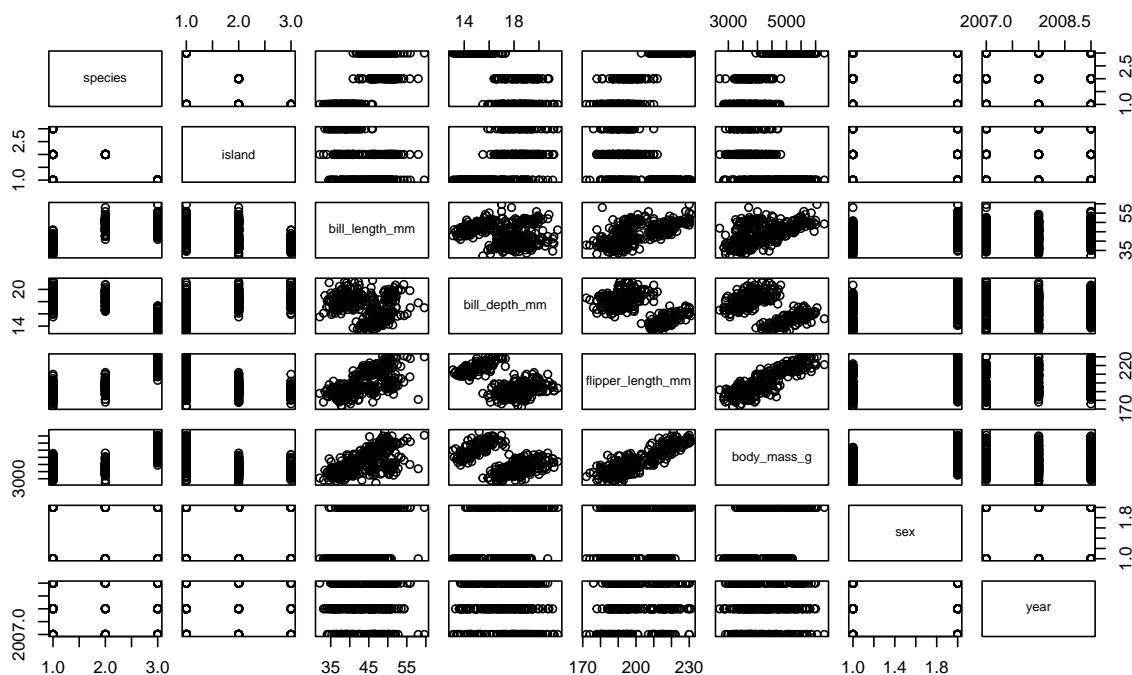 1.0 2.0 3.0 14 18 3000 5000 2007.0 2008.5
species 1.0 2.5
1.0 2.5 island
bill_length_mm 35 55
14 20 bill_depth_mm
flipper_length_mm 170 220
3000 body_mass_g
sex 1.0 1.8
2007.0 year
1.0 2.0 3.0 35 45 55 170 200 230 1.0 1.4 1.8